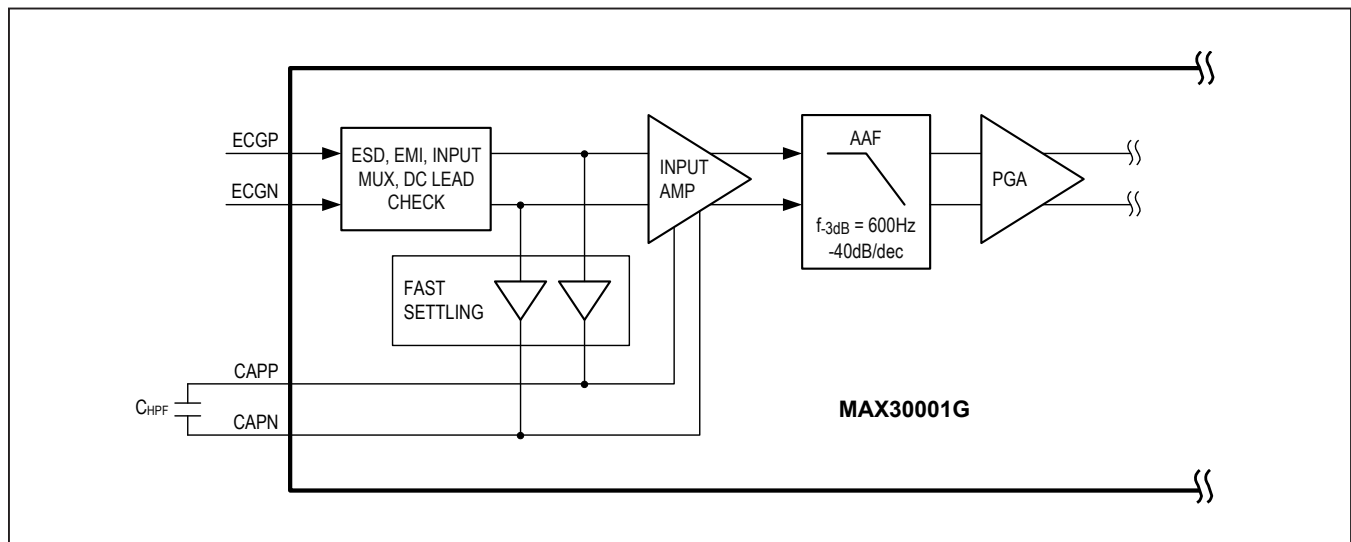 ECGP
ECGN
ESD, EMI, INPUT
MUX, DC LEAD
CHECK
INPUT
AMP
AAF
f-3dB = 600Hz
-40dB/dec
PGA
FAST
SETTLING
CAPP
CHPF
CAPN
MAX30001G